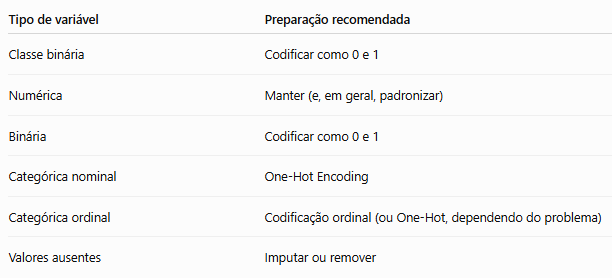 Tipo de variável Preparação recomendada
Classe binária Codificar como 0 e 1
Numérica Manter (e, em geral, padronizar)
Binária Codificar como 0 e 1
Categórica nominal One-Hot Encoding
Categórica ordinal Codificação ordinal (ou One-Hot, dependendo do problema)
Valores ausentes Imputar ou remover